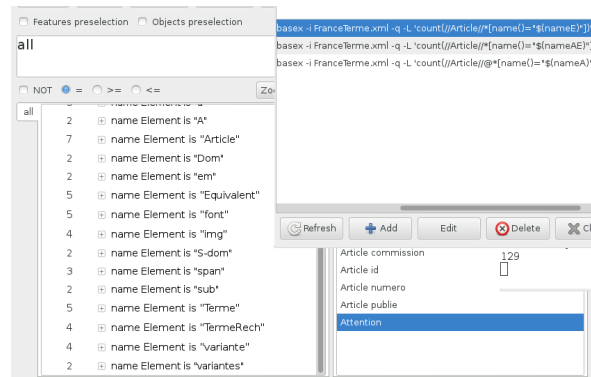 Features preselection Objects preselection
all
NOT = >= <=
all
2 name Element is "A"
7 name Element is "Article"
2 name Element is "Dom"
2 name Element is "em"
5 name Element is "Equivalent"
5 name Element is "font"
4 name Element is "img"
2 name Element is "S-dom"
3 name Element is "span"
2 name Element is "sub"
5 name Element is "Terme"
4 name Element is "TermeRech"
4 name Element is "variante"
2 name Element is "variantes"
basex -i FranceTerme.xml -q -L 'count(//Article//*[name()="$(nameE)"])'
basex -i FranceTerme.xml -q -L 'count(//Article//*[name()="$(nameAE)"]
basex -i FranceTerme.xml -q -L 'count(//Article//@*[name()="$(nameA)"
Refresh Add Edit Delete
Article commission
129
Article id
Article numero
Article publie
Attention